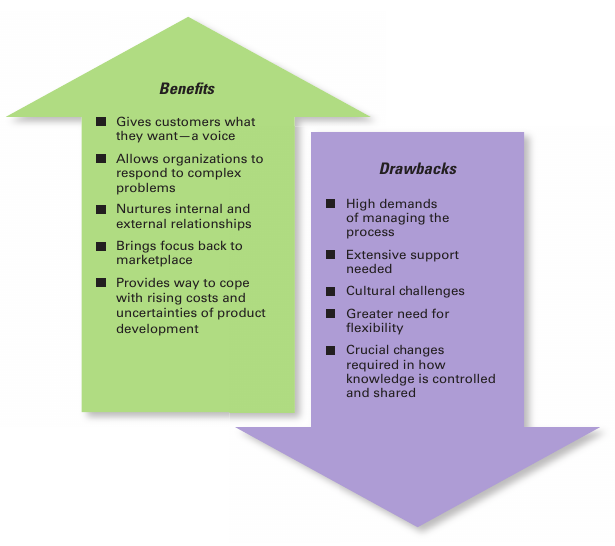 Benefits
■ Gives customers what
they want—a voice
■ Allows organizations to
respond to complex
problems
■ Nurtures internal and
external relationships
■ Brings focus back to
marketplace
■ Provides way to cope
with rising costs and
uncertainties of product
development
Drawbacks
■ High demands
of managing the
process
■ Extensive support
needed
■ Cultural challenges
■ Greater need for
flexibility
■ Crucial changes
required in how
knowledge is controlled
and shared